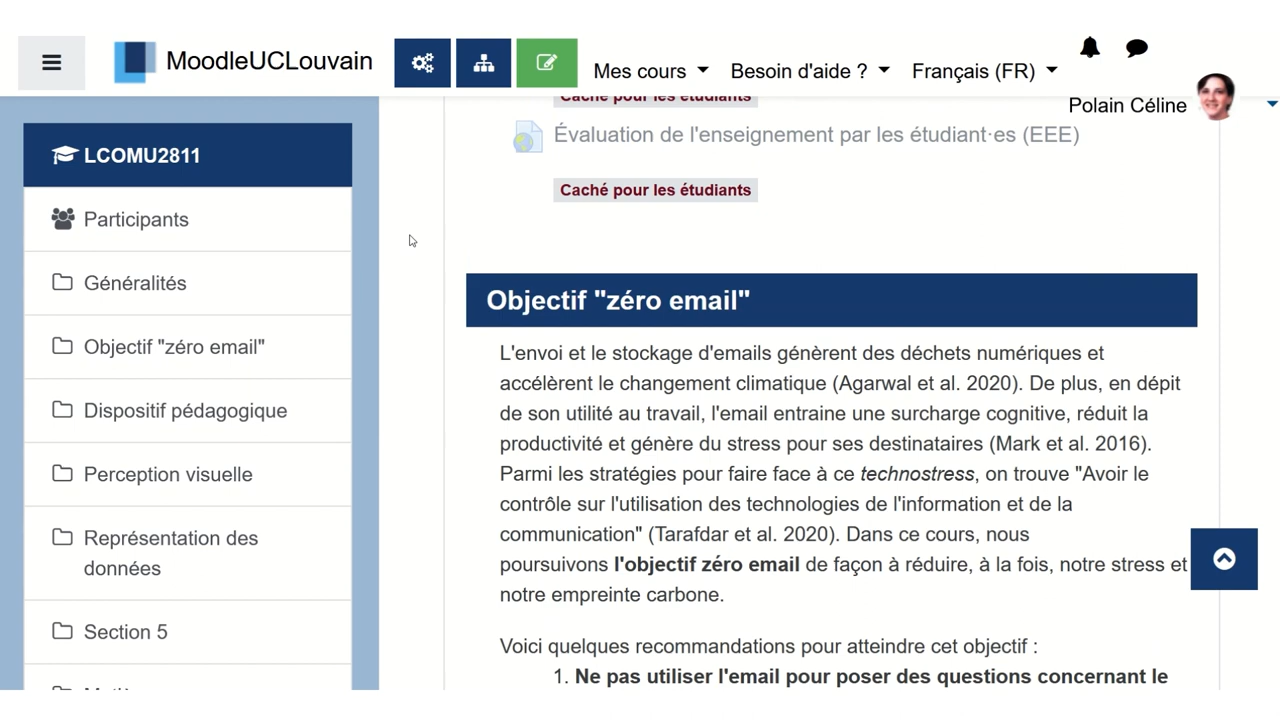 MoodleUCLouvain
Mes cours
Besoin d'aide ?
Français (FR)
Polain Céline
LCOMU2811
Participants
Généralités
Objectif "zéro email"
Dispositif pédagogique
Perception visuelle
Représentation des
données
Section 5
Caché pour les étudiants
Évaluation de l'enseignement par les étudiant·es (EEE)
Caché pour les étudiants
Objectif "zéro email"
L'envoi et le stockage d'emails génèrent des déchets numériques et
accélèrent le changement climatique (Agarwal et al. 2020). De plus, en dépit
de son utilité au travail, l'email entraine une surcharge cognitive, réduit la
productivité et génère du stress pour ses destinataires (Mark et al. 2016).
Parmi les stratégies pour faire face à ce technostress, on trouve "Avoir le
contrôle sur l'utilisation des technologies de l'information et de la
communication" (Tarafdar et al. 2020). Dans ce cours, nous
poursuivons l'objectif zéro email de façon à réduire, à la fois, notre stress et
notre empreinte carbone.
Voici quelques recommandations pour atteindre cet objectif :
1. Ne pas utiliser l'email pour poser des questions concernant le